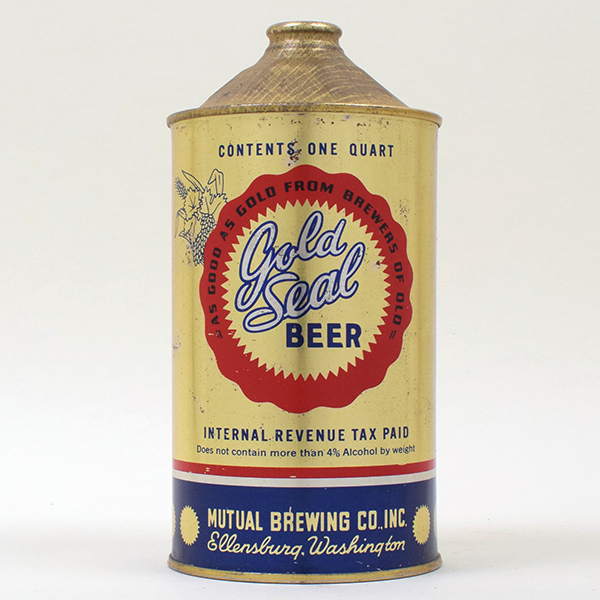 CONTENTS ONE QUART
=AS GOOD AS GOLD FROM BREWERS OF OLD=
Gold
Seal
BEER
INTERNAL REVENUE TAX PAID
Does not contain more than 4% Alcohol by weight
MUTUAL BREWING CO., INC.
Ellensburg, Washington